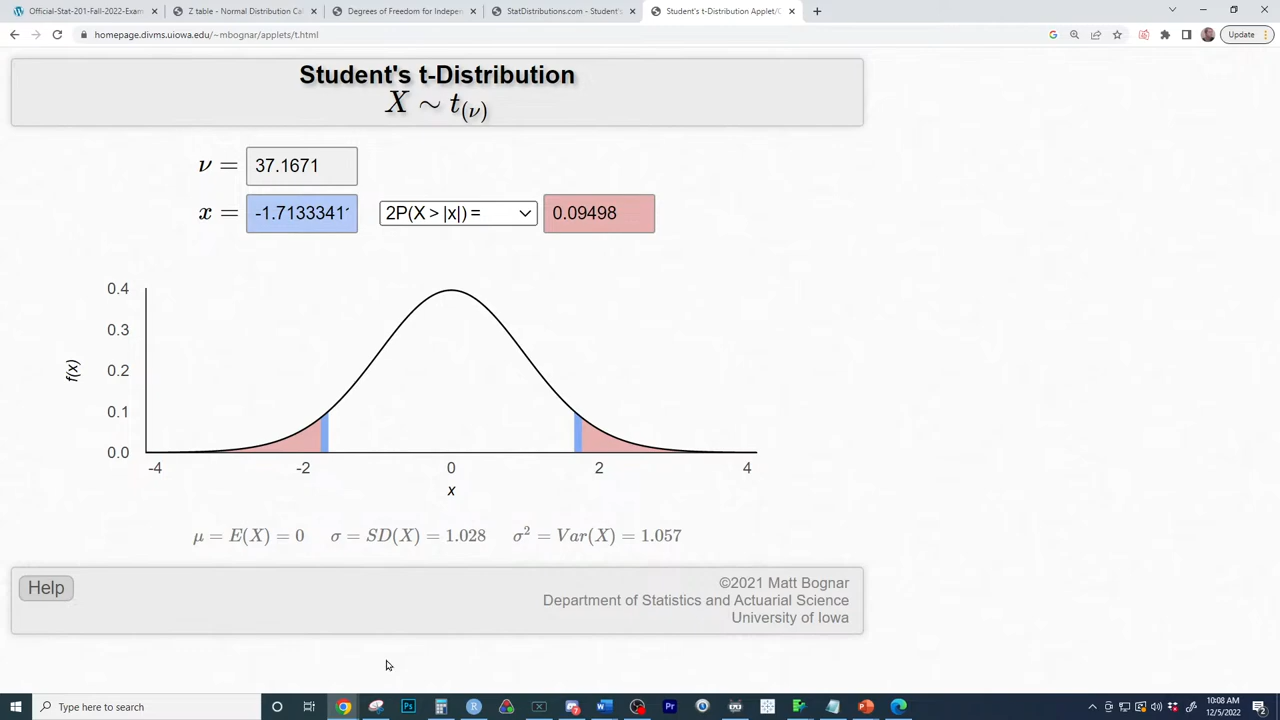 Official-Stat-201-Fall-2022-Exam
Z table - Normal Distribution Cal
Degrees of Freedom for Indepen
StatDistributions.com - Student's
Student's t-Distribution Applet/C
homepage.divms.uiowa.edu/~mbognar/applets/t.html
Update
Student's t-Distribution
X ∼ t(ν)
ν = 37.1671
x = -1.7133341 2P(X > |x|) = 0.09498
0.4
0.3
0.2
0.1
0.0
f(x)
-4 -2 0 2 4
x
μ = E(X) = 0 σ = SD(X) = 1.028 σ² = Var(X) = 1.057
Help
©2021 Matt Bognar
Department of Statistics and Actuarial Science
University of Iowa
Type here to search
10:08 AM
12/5/2022